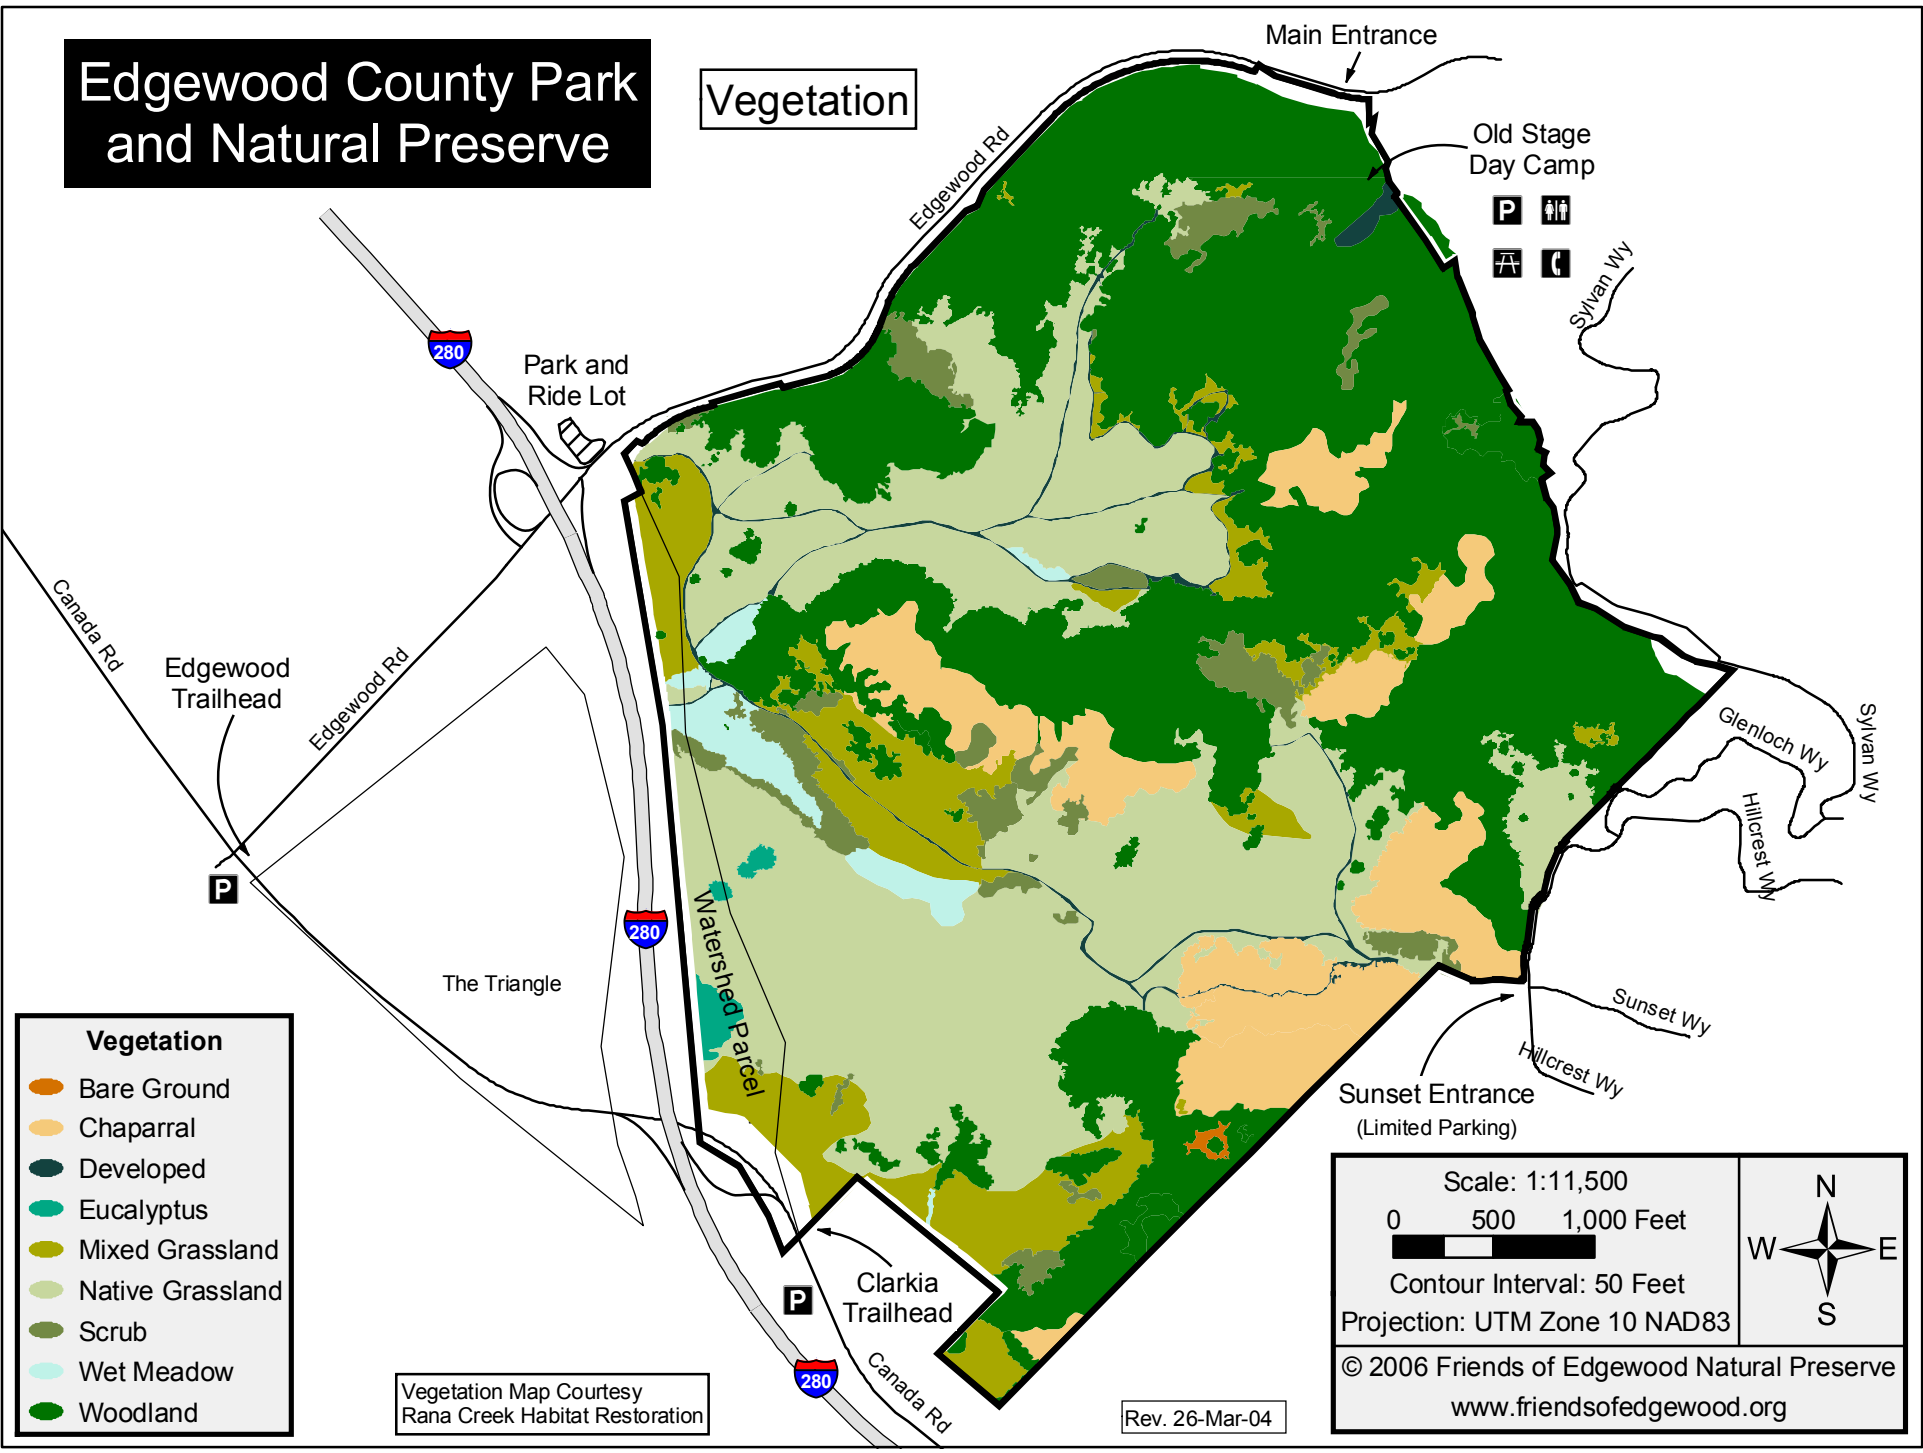 Edgewood County Park
and Natural Preserve
Vegetation
Main Entrance
Old Stage
Day Camp
P
Edgewood Rd
Sylvan Wy
280
Park and
Ride Lot
Canada Rd
Edgewood
Trailhead
Edgewood Rd
P
Glenloch Wy
Sylvan Wy
Hillcrest Wy
280
Watershed Parcel
The Triangle
Sunset Wy
Hillcrest Wy
Sunset Entrance
(Limited Parking)
Clarkia
Trailhead
P
280
Canada Rd
Vegetation
Bare Ground
Chaparral
Developed
Eucalyptus
Mixed Grassland
Native Grassland
Scrub
Wet Meadow
Woodland
Vegetation Map Courtesy
Rana Creek Habitat Restoration
Rev. 26-Mar-04
Scale: 1:11,500
0 500 1,000 Feet
Contour Interval: 50 Feet
Projection: UTM Zone 10 NAD83
N
W E
S
© 2006 Friends of Edgewood Natural Preserve
www.friendsofedgewood.org